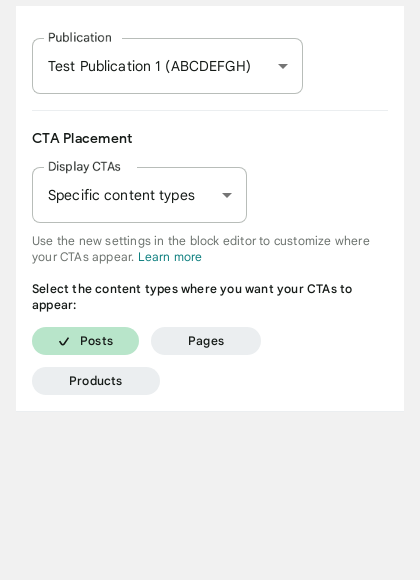 Publication
Test Publication 1 (ABCDEFGH)
CTA Placement
Display CTAs
Specific content types
Use the new settings in the block editor to customize where
your CTAs appear. Learn more
Select the content types where you want your CTAs to
appear:
Posts
Pages
Products